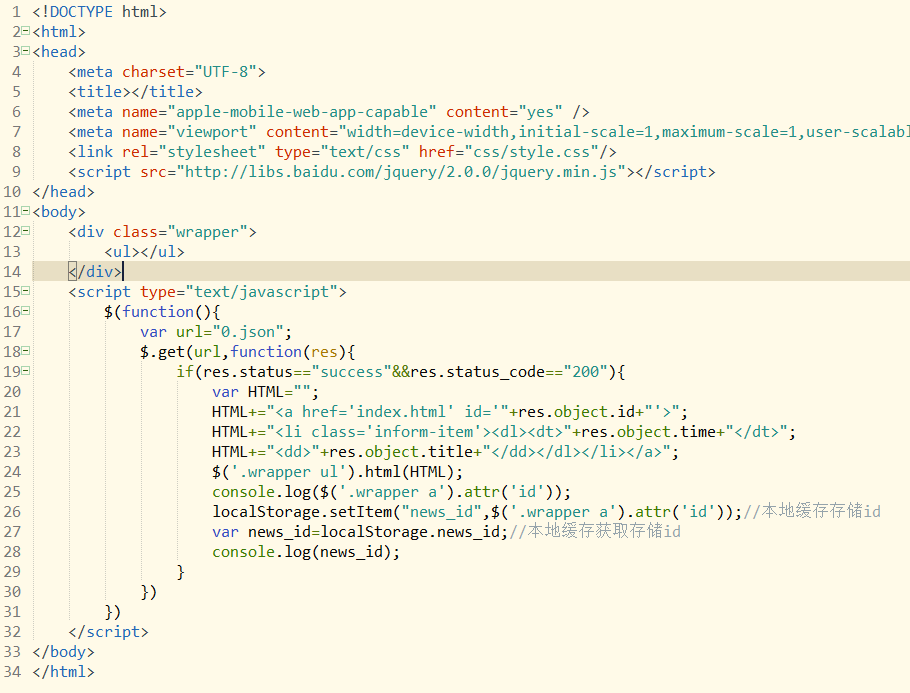 1 <!DOCTYPE html>
2 <html>
3 <head>
4     <meta charset="UTF-8">
5     <title></title>
6     <meta name="apple-mobile-web-app-capable" content="yes" />
7     <meta name="viewport" content="width=device-width,initial-scale=1,maximum-scale=1,user-scalabl
8     <link rel="stylesheet" type="text/css" href="css/style.css"/>
9     <script src="http://libs.baidu.com/jquery/2.0.0/jquery.min.js"></script>
10 </head>
11 <body>
12     <div class="wrapper">
13         <ul></ul>
14     </div>
15     <script type="text/javascript">
16         $(function(){
17             var url="0.json";
18             $.get(url,function(res){
19                 if(res.status=="success"&&res.status_code=="200"){
20                     var HTML="";
21                     HTML+="<a href='index.html' id='"+res.object.id+"'>";
22                     HTML+="<li class='inform-item'><dl><dt>"+res.object.time+"</dt>";
23                     HTML+="<dd>"+res.object.title+"</dd></dl></li></a>";
24                     $('.wrapper ul').html(HTML);
25                     console.log($('.wrapper a').attr('id'));
26                     localStorage.setItem("news_id",$('.wrapper a').attr('id'));//本地缓存存储id
27                     var news_id=localStorage.news_id;//本地缓存获取存储id
28                     console.log(news_id);
29                 }
30             })
31         })
32     </script>
33 </body>
34 </html>